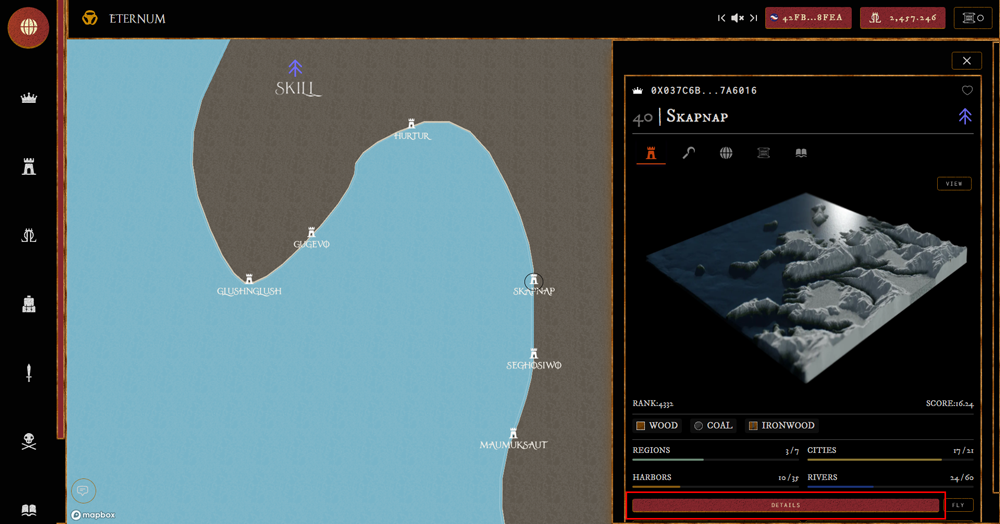 ETERNUM
42FB...8FEA
2,457.246
0
SKILL
HURTUR
GUGEVO
GLUSHNGLUSH
SKAPNAP
SEGHOSIWO
MAUMUKSAUT
mapbox
0X037C6B...7A6016
40 | Skapnap
VIEW
RANK:4332
SCORE:16.24
WOOD
COAL
IRONWOOD
REGIONS 3/7
CITIES 17/21
HARBORS 10/35
RIVERS 24/60
DETAILS
FLY